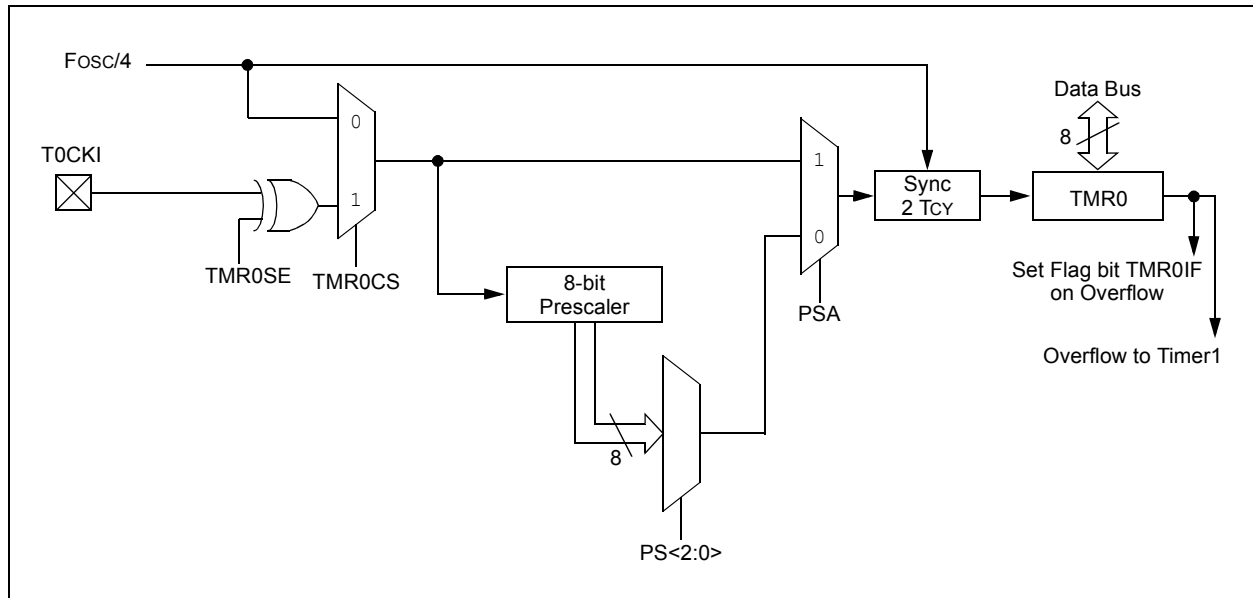 FOSC/4
Data Bus
8
T0CKI
0
1
1
0
Sync
2 TCY
TMR0
TMR0SE
TMR0CS
8-bit
Prescaler
PSA
Set Flag bit TMR0IF
on Overflow
Overflow to Timer1
8
PS<2:0>